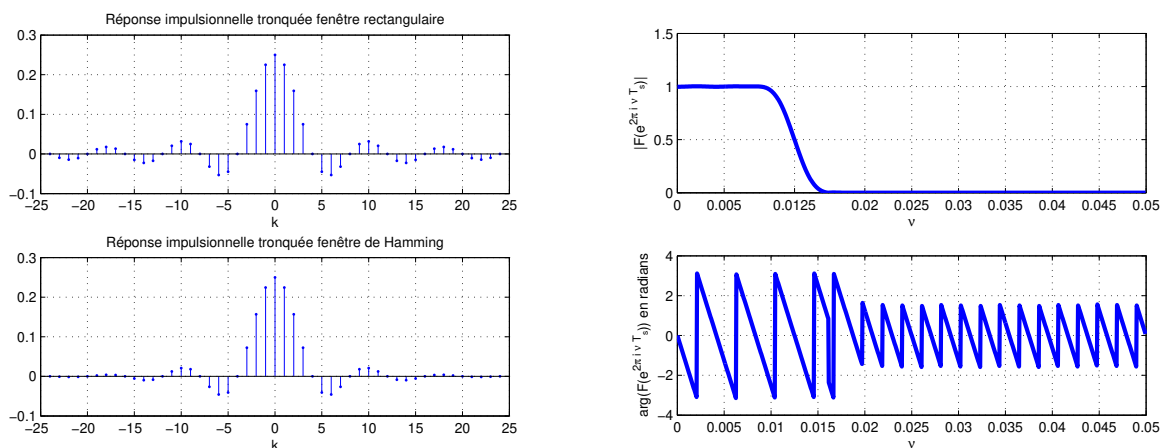 Réponse impulsionnelle tronquée fenêtre rectangulaire
0.3
0.2
0.1
0
−0.1
−25 −20 −15 −10 −5 0 5 10 15 20 25
k
Réponse impulsionnelle tronquée fenêtre de Hamming
0.3
0.2
0.1
0
−0.1
−25 −20 −15 −10 −5 0 5 10 15 20 25
k
|F(e^{2π i ν T_s})|
1.5
1
0.5
0
0 0.005 0.0125 0.02 0.025 0.03 0.035 0.04 0.045 0.05
ν
arg(F(e^{2π i ν T_s})) en radians
4
2
0
−2
−4
0 0.005 0.01 0.015 0.02 0.025 0.03 0.035 0.04 0.045 0.05
ν